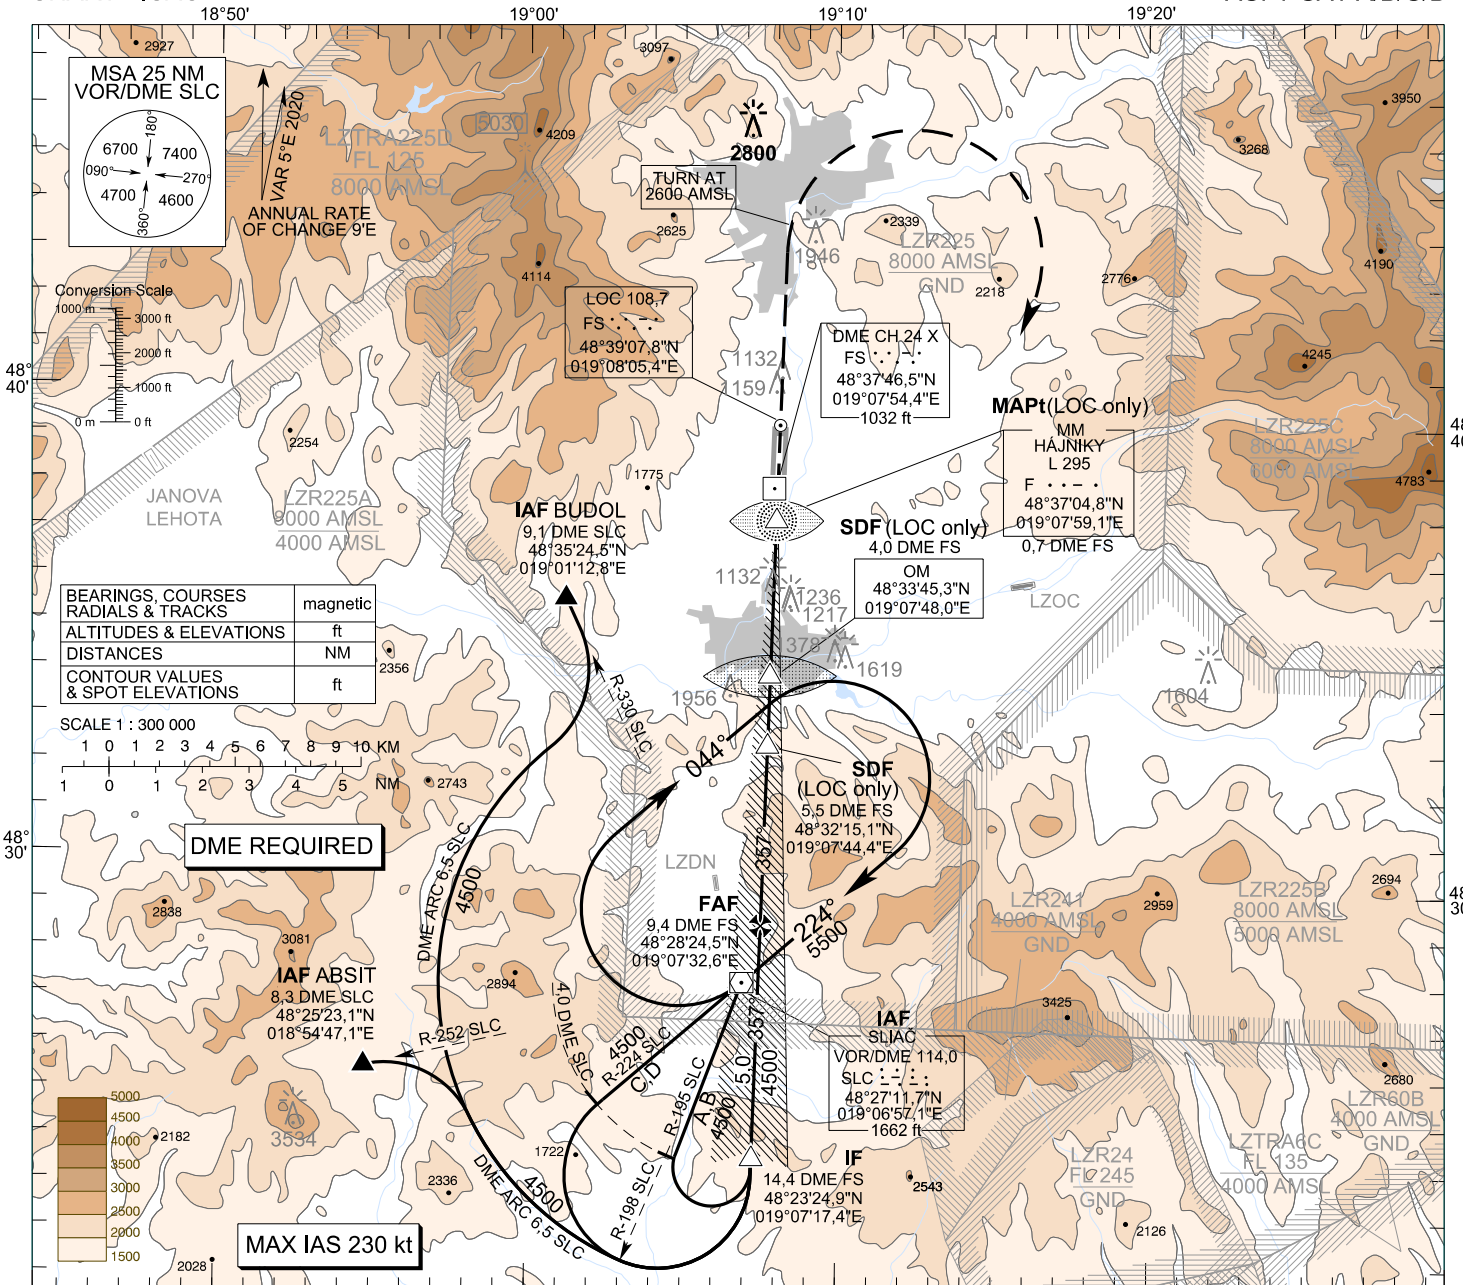 18°50'
19°00'
19°10'
19°20'
2927
MSA 25 NM
VOR/DME SLC
180°
6700
7400
090°
270°
4700
4600
360°
VAR 5°E 2020
ANNUAL RATE
OF CHANGE 9'E
LZTRA225D
FL 125
8000 AMSL
5030
4209
3097
2800
TURN AT
2600 AMSL
2625
1946
2339
LZR225
8000 AMSL
GND
2218
2776
3268
3950
4190
4114
Conversion Scale
1000 m
3000 ft
2000 ft
1000 ft
0 m
0 ft
48°
40'
LOC 108,7
FS
48°39'07,8"N
019°08'05,4"E
DME CH 24 X
FS
48°37'46,5"N
019°07'54,4"E
1032 ft
1132
1159
4245
MAPt(LOC only)
MM
HÁJNIKY
L 295
F
48°37'04,8"N
019°07'59,1"E
0,7 DME FS
LZR225C
8000 AMSL
6000 AMSL
4783
48
40
2254
1775
JANOVA
LEHOTA
LZR225A
8000 AMSL
4000 AMSL
IAF BUDOL
9,1 DME SLC
48°35'24,5"N
019°01'12,8"E
SDF(LOC only)
4,0 DME FS
OM
48°33'45,3"N
019°07'48,0"E
LZOC
1132
1236
1217
378
1619
1956
1604
BEARINGS, COURSES
RADIALS & TRACKS
magnetic
ALTITUDES & ELEVATIONS
ft
DISTANCES
NM
CONTOUR VALUES
& SPOT ELEVATIONS
ft
2356
SCALE 1 : 300 000
1 0 1 2 3 4 5 6 7 8 9 10 KM
1 0 1 2 3 4 5 NM
2743
R-330 SLC
044°
SDF
(LOC only)
5,5 DME FS
48°32'15,1"N
019°07'44,4"E
357°
48°
30'
DME REQUIRED
DME ARC 6,5 SLC
4500
LZDN
FAF
9,4 DME FS
48°28'24,5"N
019°07'32,6"E
224°
5500
LZR241
4000 AMSL
GND
2959
LZR225B
8000 AMSL
5000 AMSL
2694
48
30
2838
3081
IAF ABSIT
8,3 DME SLC
48°25'23,1"N
018°54'47,1"E
2894
R-252 SLC
4,0 DME SLC
4500
R-224 SLC
C,D
R-195 SLC
A,B
4500
5,0
357°
4500
IAF
SLIAČ
VOR/DME 114,0
SLC
48°27'11,7"N
019°06'57,1"E
1662 ft
3425
2680
LZR60B
4000 AMSL
GND
5000
4500
4000
3500
3000
2500
2000
1500
3534
2182
2336
1722
DME ARC 6,5 SLC
4500
R-198 SLC
IF
14,4 DME FS
48°23'24,9"N
019°07'17,4"E
2543
LZR24
FL 245
GND
LZTRA6C
FL 135
4000 AMSL
2126
2028
MAX IAS 230 kt